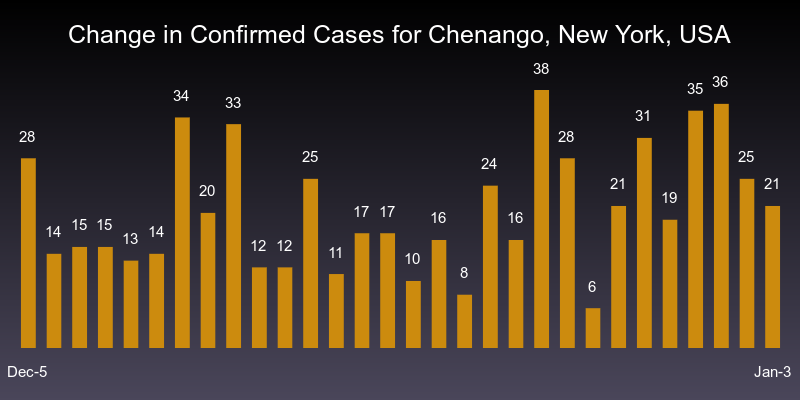 Change in Confirmed Cases for Chenango, New York, USA
28 14 15 15 13 14 34 20 33 12 12 25 11 17 17 10 16 8 24 16 38 28 6 21 31 19 35 36 25 21
Dec-5 Jan-3